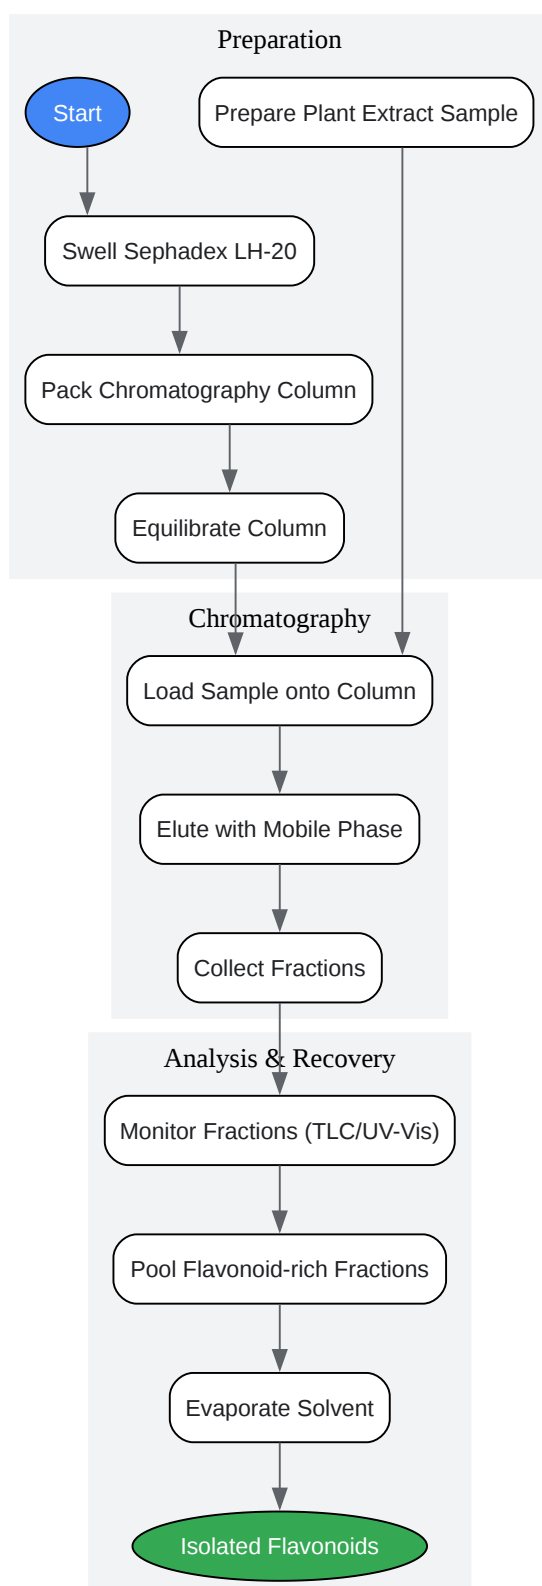 Preparation
Start
Prepare Plant Extract Sample
Swell Sephadex LH-20
Pack Chromatography Column
Equilibrate Column
Chromatography
Load Sample onto Column
Elute with Mobile Phase
Collect Fractions
Analysis & Recovery
Monitor Fractions (TLC/UV-Vis)
Pool Flavonoid-rich Fractions
Evaporate Solvent
Isolated Flavonoids